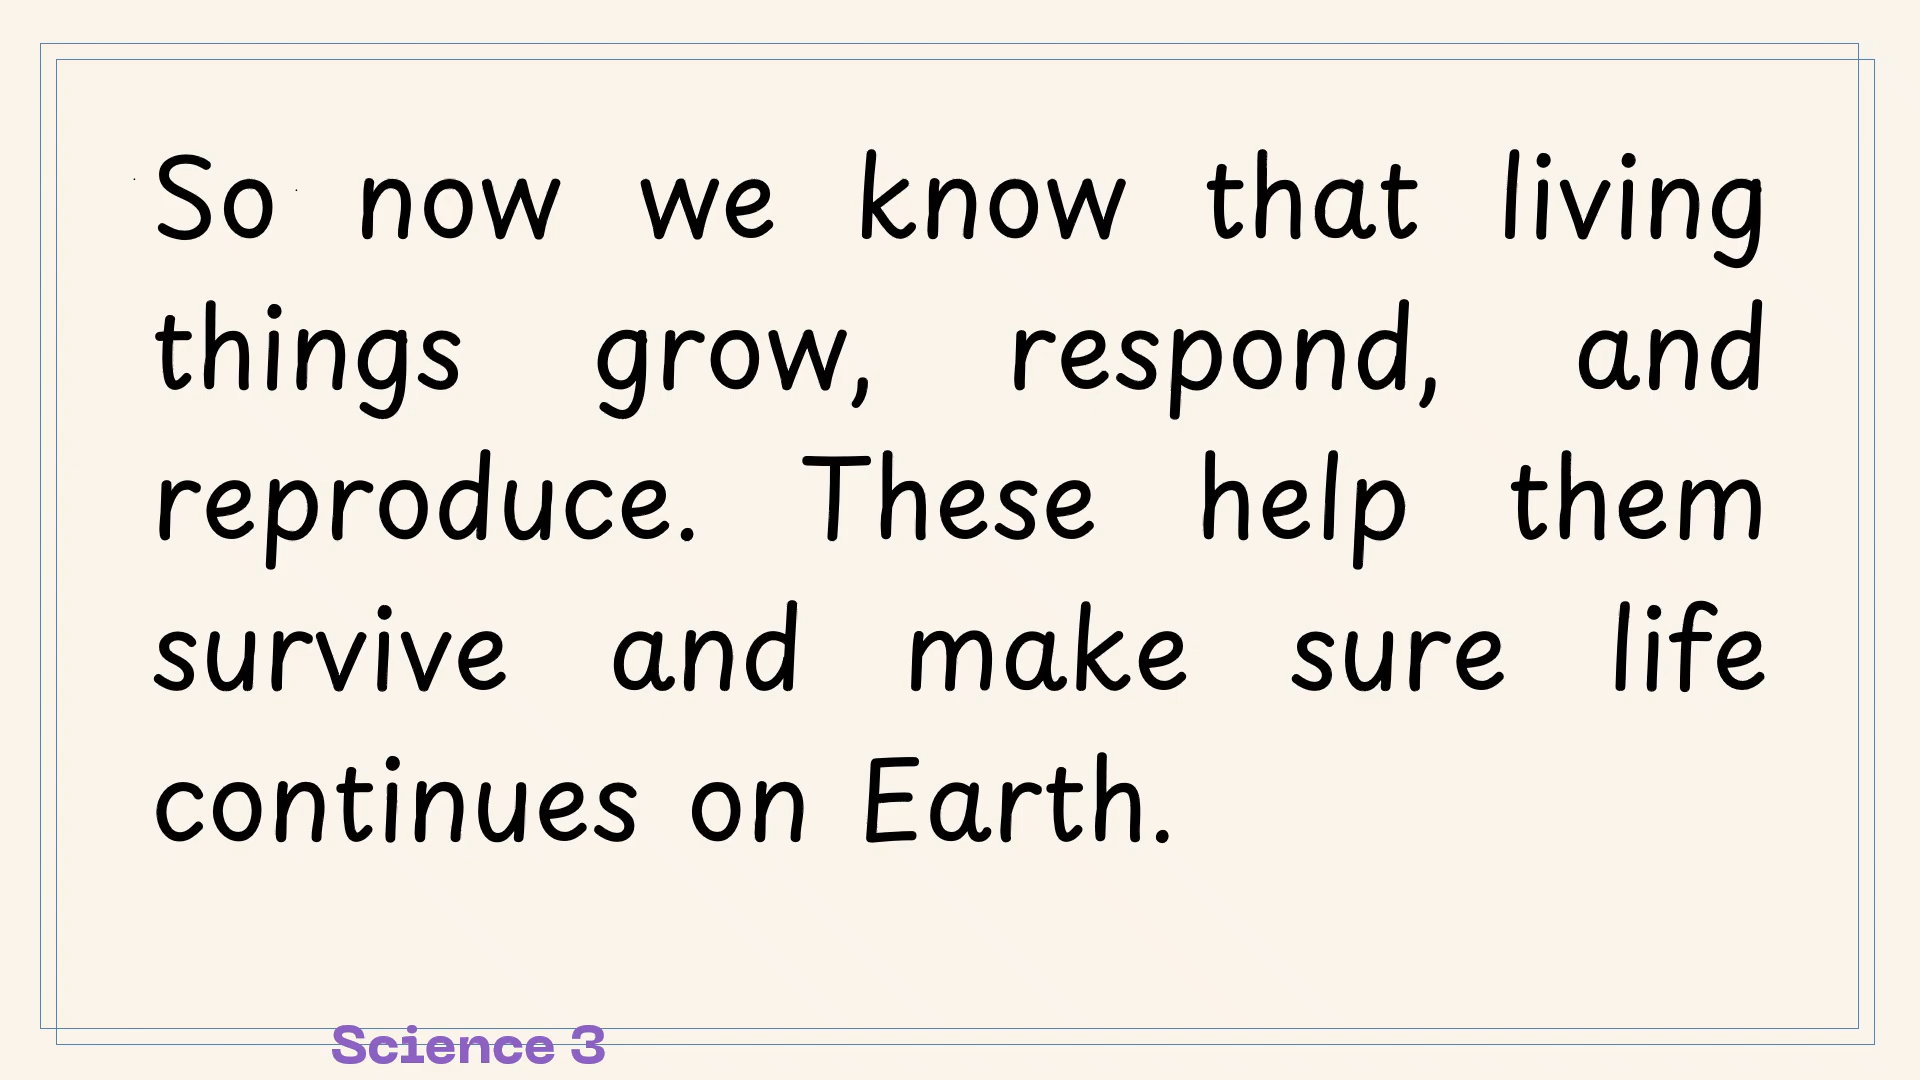 So now we know that living
things grow, respond, and
reproduce. These help them
survive and make sure life
continues on Earth.
Science 3